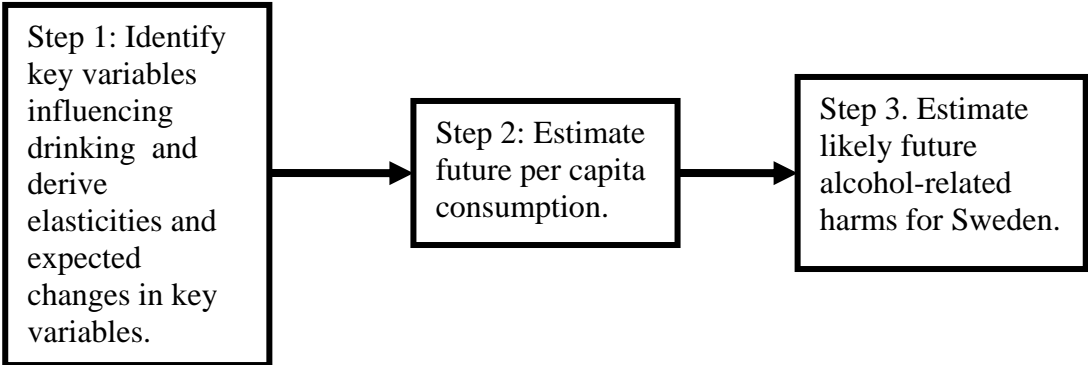 Step 1: Identify
key variables
influencing
drinking and
derive
elasticities and
expected
changes in key
variables.
Step 2: Estimate
future per capita
consumption.
Step 3. Estimate
likely future
alcohol-related
harms for Sweden.